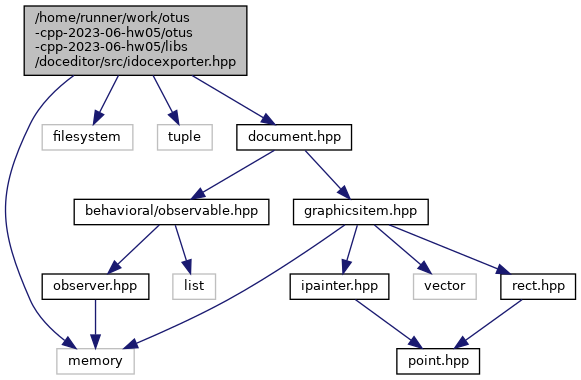 /home/runner/work/otus
-cpp-2023-06-hw05/otus
-cpp-2023-06-hw05/libs
/doceditor/src/idocexporter.hpp
filesystem
tuple
document.hpp
behavioral/observable.hpp
graphicsitem.hpp
observer.hpp
list
ipainter.hpp
vector
rect.hpp
memory
point.hpp